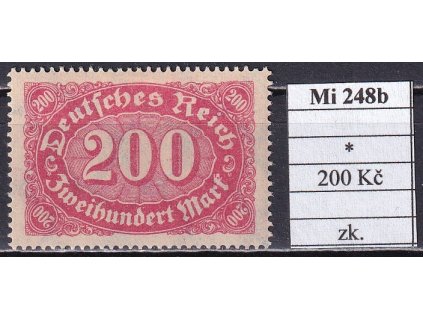 200 200
Deutsches Reich
200
Zweihundert Mark
200 200
Mi 248b
*
200 Kč
zk.